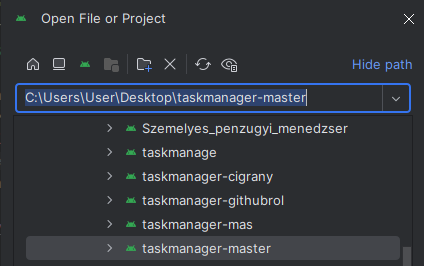 Open File or Project
Hide path
C:\Users\User\Desktop\taskmanager-master
Szemelyes_penzugyi_menedzser
taskmanage
taskmanager-cigrany
taskmanager-githubrol
taskmanager-mas
taskmanager-master